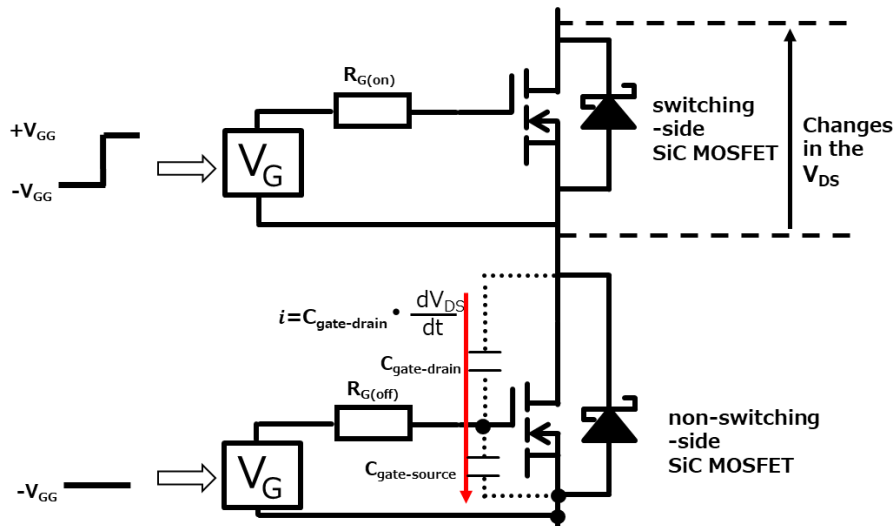 R_G(on)
+V_GG
-V_GG
V_G
switching
-side
SiC MOSFET
Changes
in the
V_DS
i=C_gate-drain · dV_DS
dt
C_gate-drain
R_G(off)
C_gate-source
-V_GG
V_G
non-switching
-side
SiC MOSFET